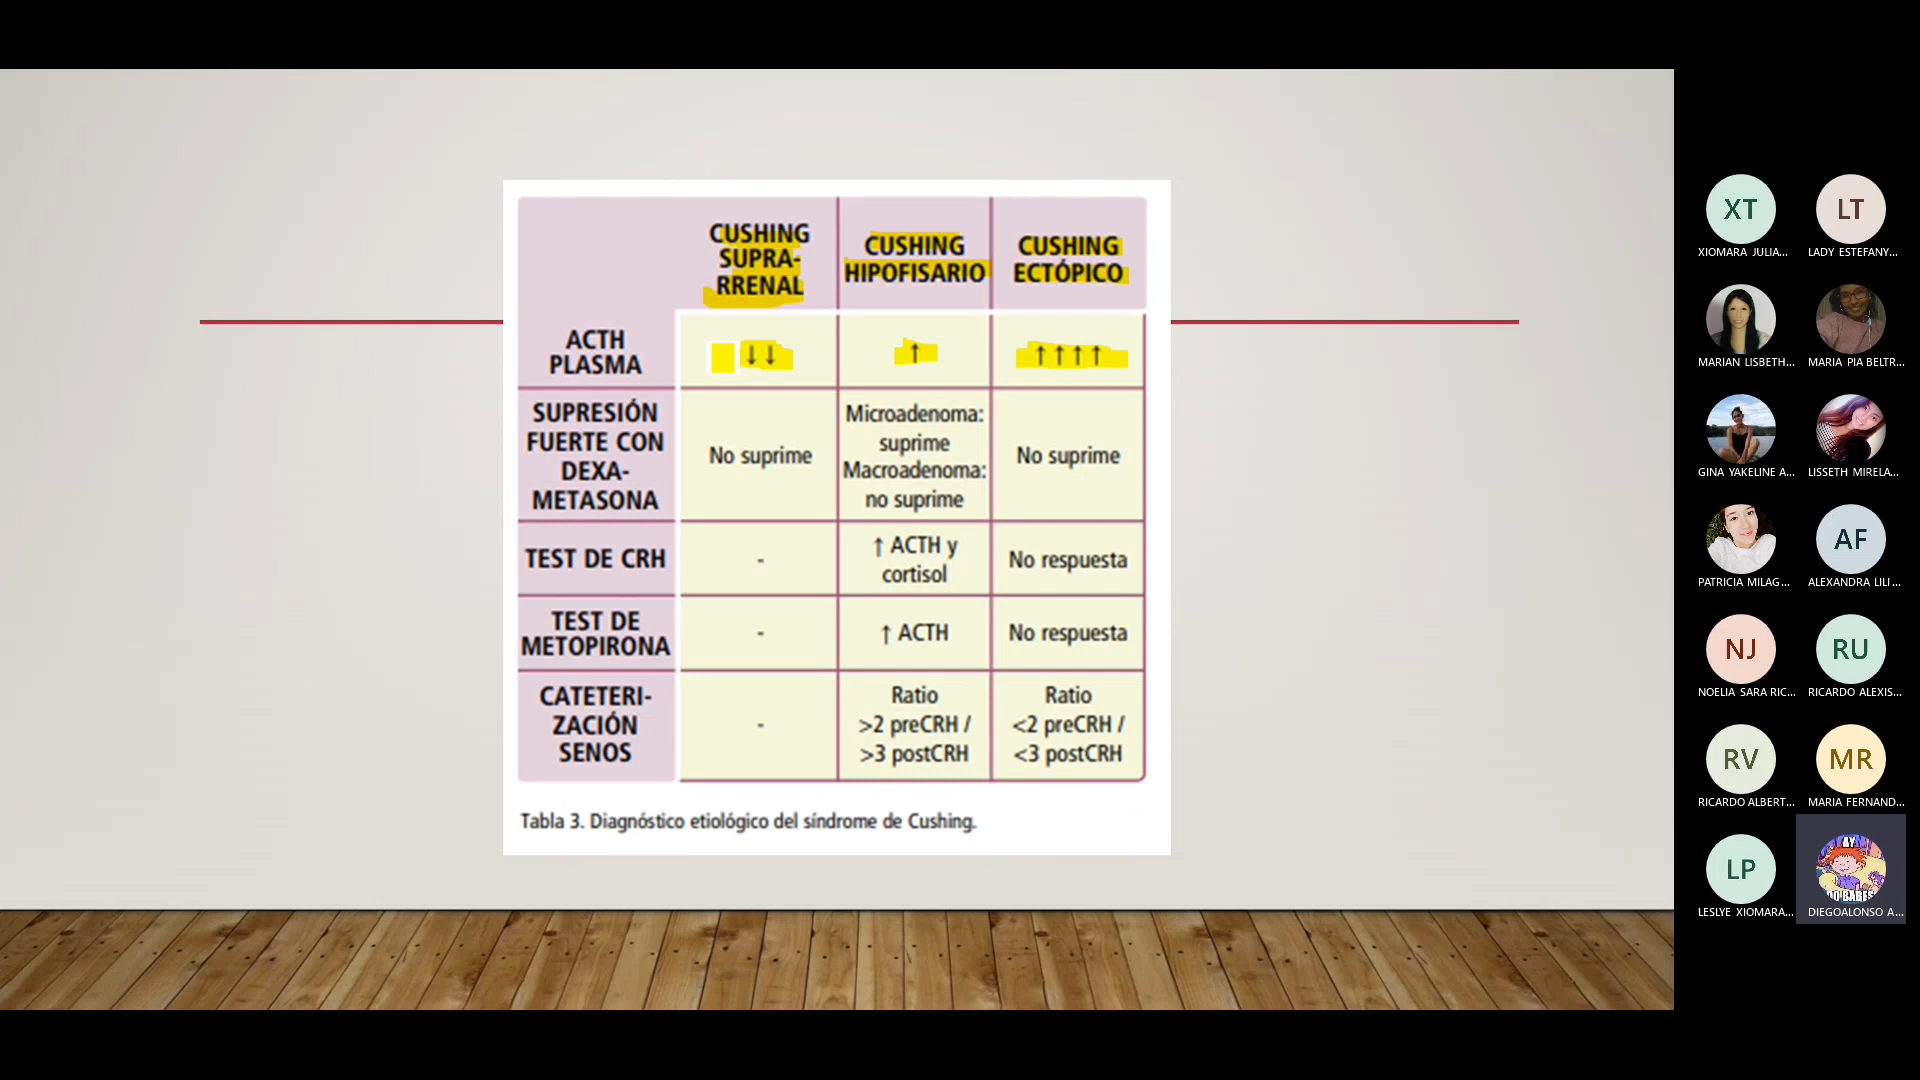 CUSHING
SUPRA-
RRENAL
CUSHING
HIPOFISARIO
CUSHING
ECTÓPICO
ACTH
PLASMA
↓↓
↑
↑↑↑↑
SUPRESIÓN
FUERTE CON
DEXA-
METASONA
No suprime
Microadenoma:
suprime
Macroadenoma:
no suprime
No suprime
TEST DE CRH
-
↑ ACTH y
cortisol
No respuesta
TEST DE
METOPIRONA
-
↑ ACTH
No respuesta
CATETERI-
ZACIÓN
SENOS
-
Ratio
>2 preCRH /
>3 postCRH
Ratio
<2 preCRH /
<3 postCRH
Tabla 3. Diagnóstico etiológico del síndrome de Cushing.
XT
XIOMARA JULIA...
LT
LADY ESTEFANY...
MARIAN LISBETH...
MARIA PIA BELTR...
GINA YAKELINE A...
LISSETH MIRELA...
PATRICIA MILAG...
AF
ALEXANDRA LILI...
NJ
NOELIA SARA RIC...
RU
RICARDO ALEXIS...
RV
RICARDO ALBERT...
MR
MARIA FERNAND...
LP
LESLYE XIOMARA...
DIEGOALONSO A...